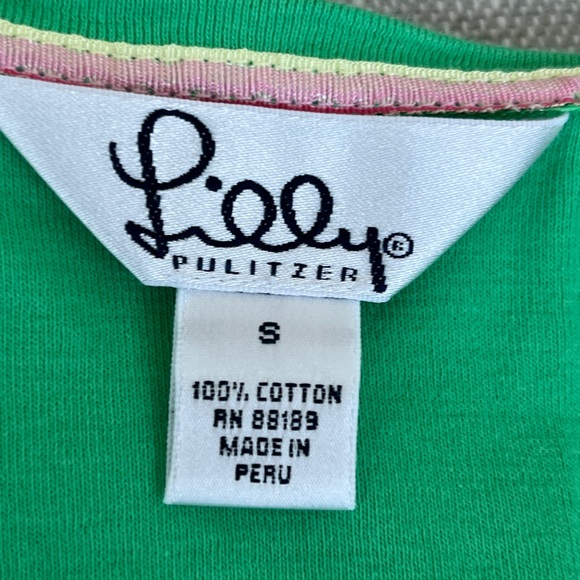 Lilly®
PULITZER
S
100% COTTON
RN 88189
MADE IN
PERU